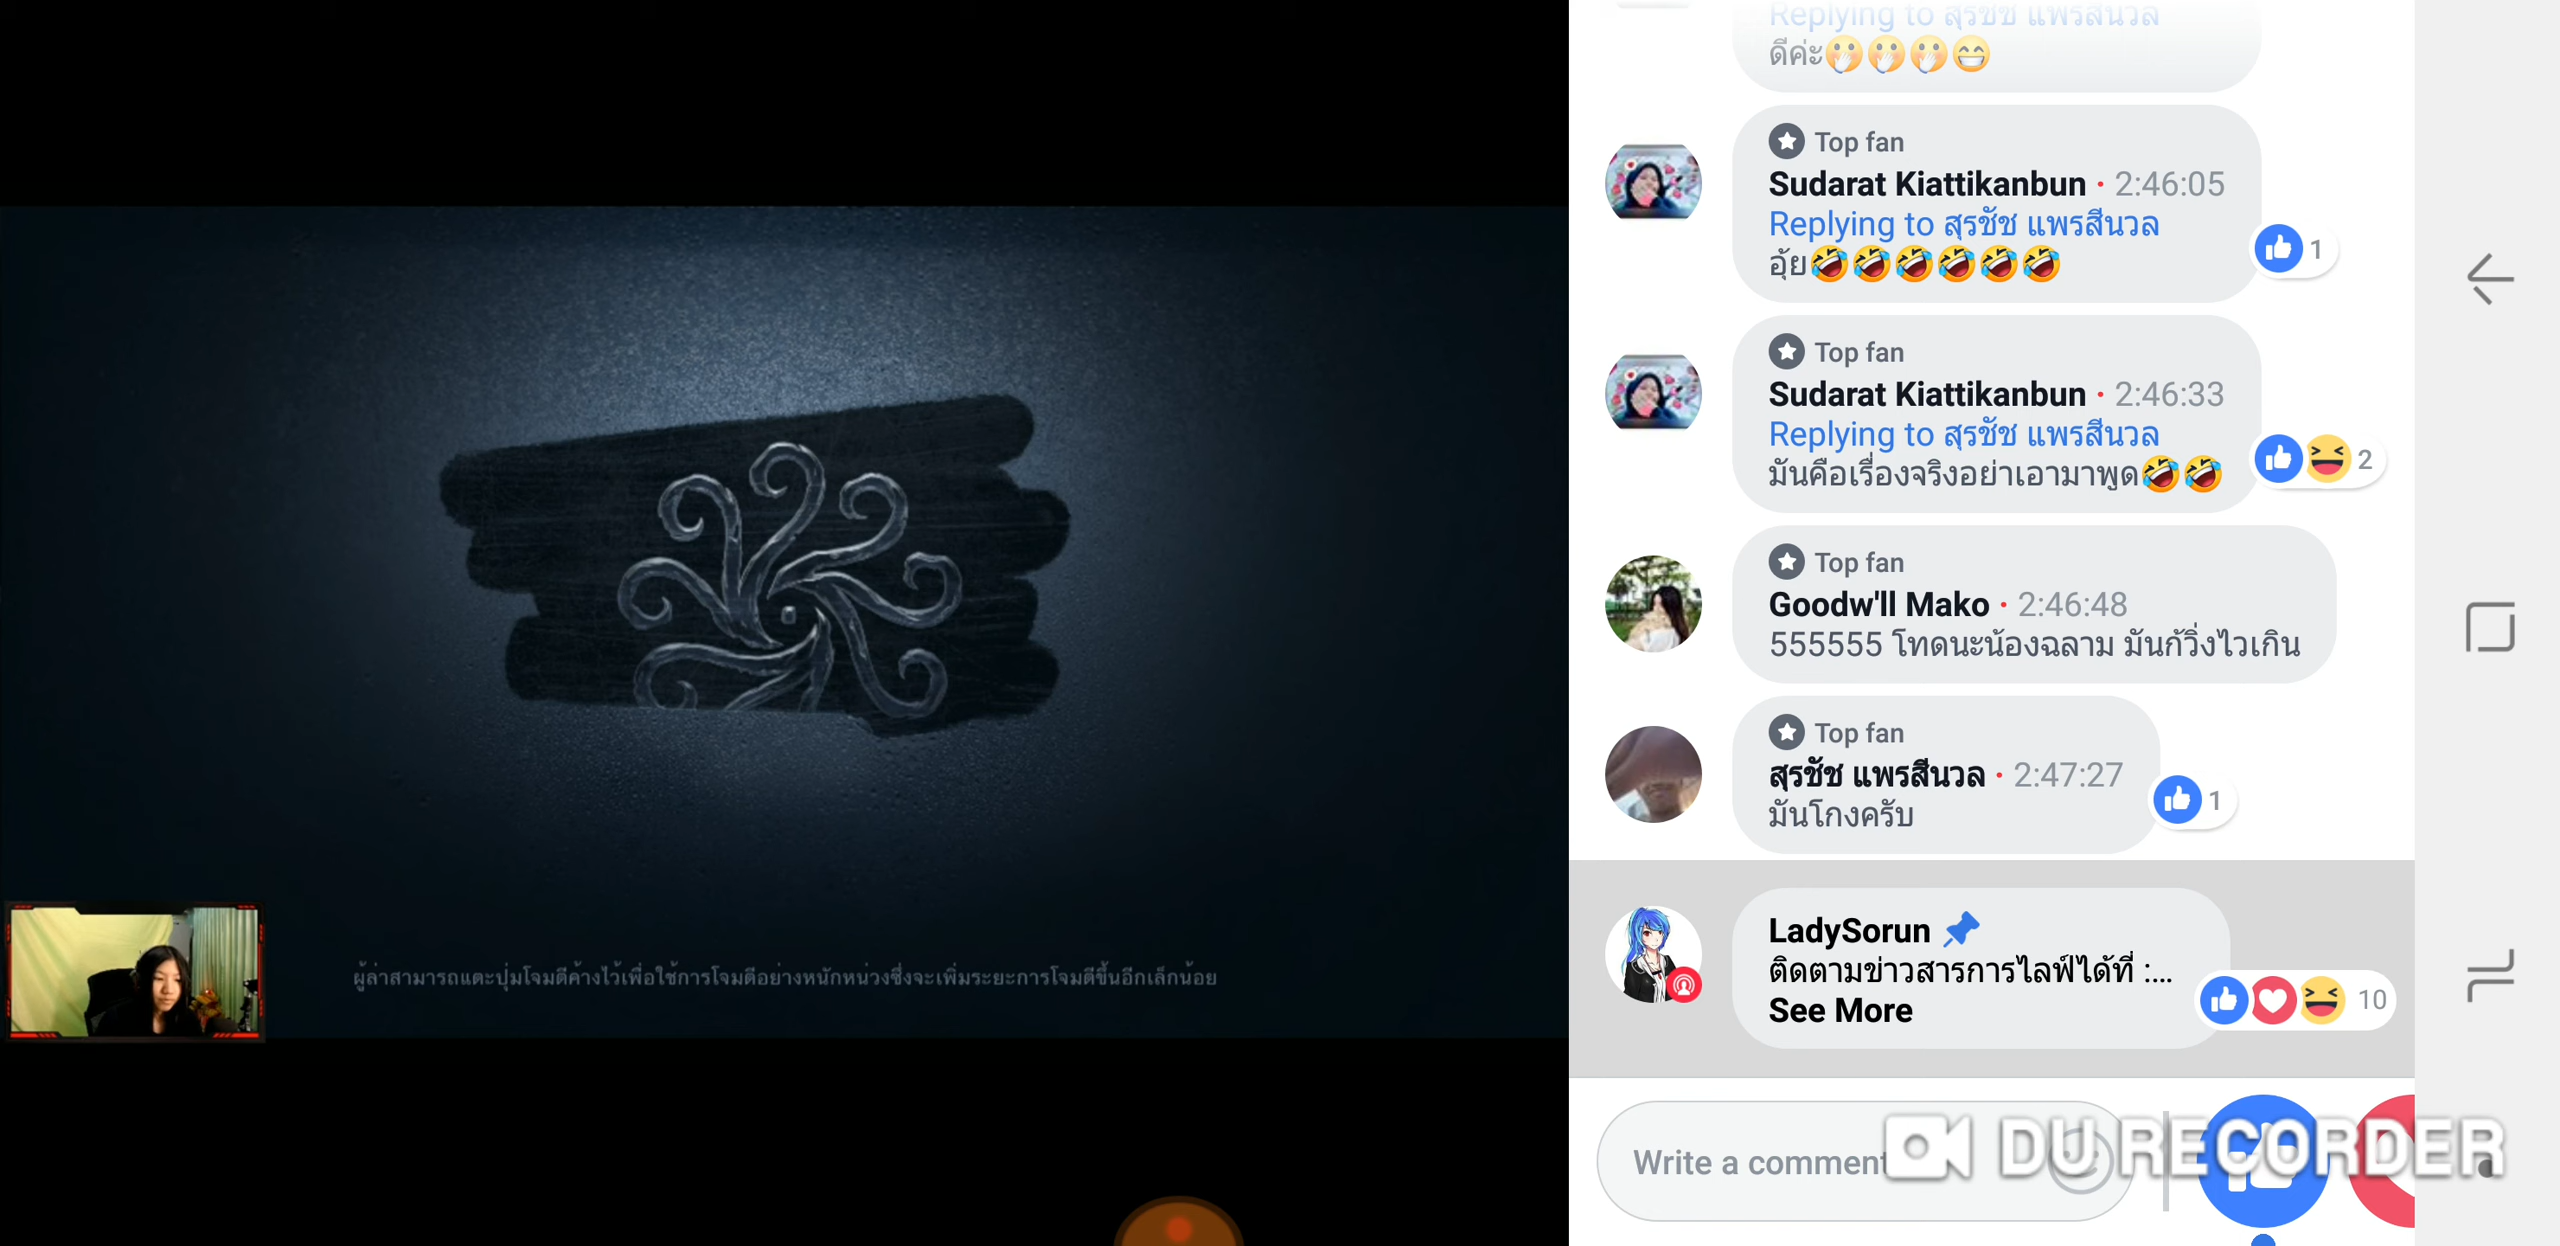 Replying to สุรชัช แพรสีนวล
ดีค่ะ🤭🤭🤭😁
Top fan
Sudarat Kiattikanbun · 2:46:05
Replying to สุรชัช แพรสีนวล
อุ้ย🤣🤣🤣🤣🤣🤣
1
Top fan
Sudarat Kiattikanbun · 2:46:33
Replying to สุรชัช แพรสีนวล
มันคือเรื่องจริงอย่าเอามาพูด🤣🤣
2
Top fan
Goodw'll Mako · 2:46:48
555555 โทดนะน้องฉลาม มันก้วิ่งไวเกิน
Top fan
สุรชัช แพรสีนวล · 2:47:27
มันโกงครับ
1
LadySorun
ติดตามข่าวสารการไลฟ์ได้ที่ :...
See More
10
ผู้ล่าสามารถแตะปุ่มโจมตีค้างไว้เพื่อใช้การโจมตีอย่างหนักหน่วงซึ่งจะเพิ่มระยะการโจมตีขึ้นอีกเล็กน้อย
Write a comment
DU RECORDER